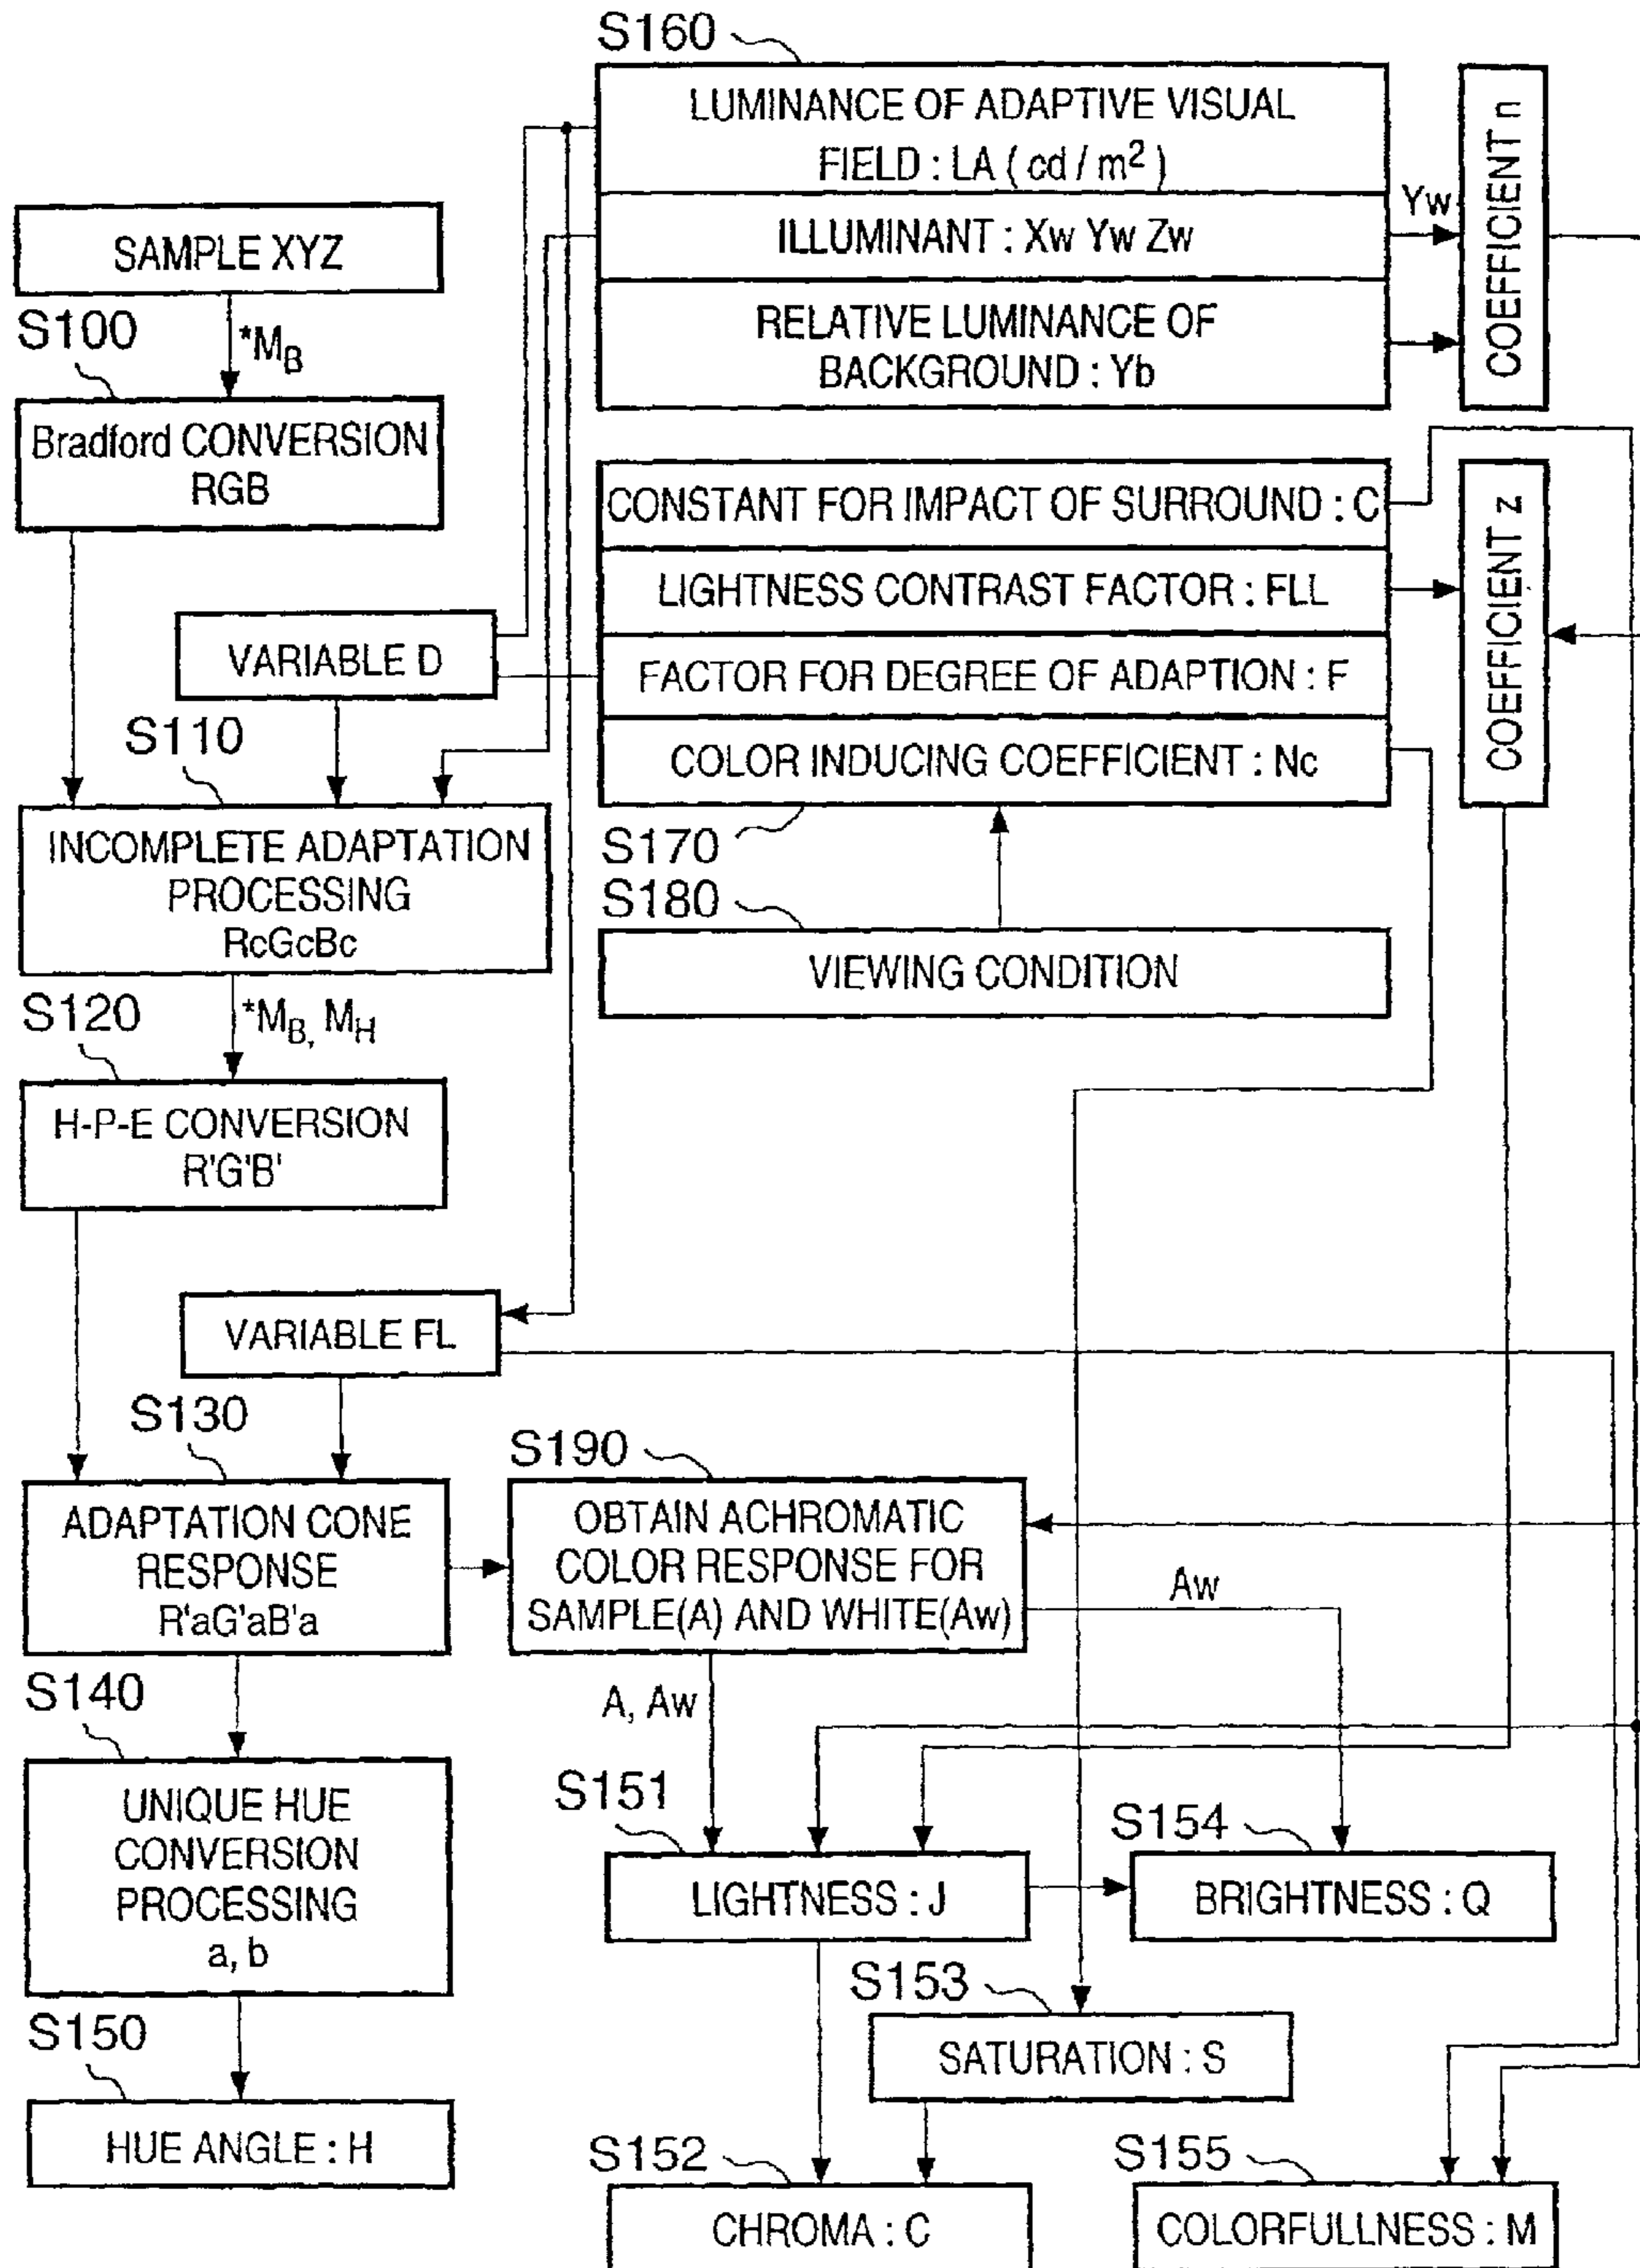 S160
LUMINANCE OF ADAPTIVE VISUAL
FIELD : LA ( cd / m²)
ILLUMINANT : Xw Yw Zw
RELATIVE LUMINANCE OF
BACKGROUND : Yb
Yw
COEFFICIENT n
SAMPLE XYZ
S100
*M_B
Bradford CONVERSION
RGB
CONSTANT FOR IMPACT OF SURROUND : C
LIGHTNESS CONTRAST FACTOR : FLL
FACTOR FOR DEGREE OF ADAPTION : F
COLOR INDUCING COEFFICIENT : Nc
COEFFICIENT z
VARIABLE D
S110
INCOMPLETE ADAPTATION
PROCESSING
RcGcBc
S170
S180
VIEWING CONDITION
S120
*M_B, M_H
H-P-E CONVERSION
R'G'B'
VARIABLE FL
S130
ADAPTATION CONE
RESPONSE
R'aG'aB'a
S190
OBTAIN ACHROMATIC
COLOR RESPONSE FOR
SAMPLE(A) AND WHITE(Aw)
Aw
A, Aw
S140
UNIQUE HUE
CONVERSION
PROCESSING
a, b
S151
LIGHTNESS : J
S154
BRIGHTNESS : Q
S153
SATURATION : S
S150
HUE ANGLE : H
S152
CHROMA : C
S155
COLORFULLNESS : M